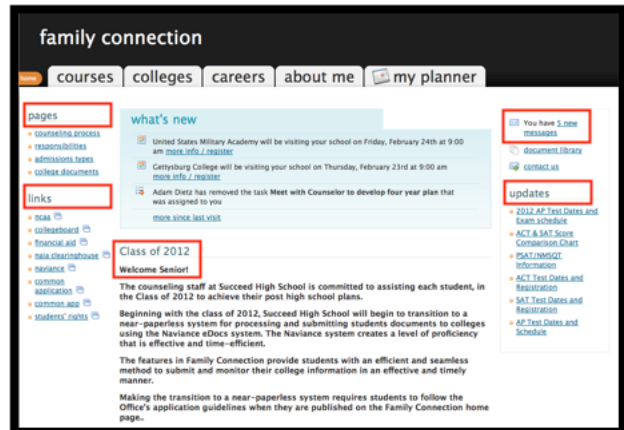 family connection
home
courses
colleges
careers
about me
my planner
pages
counseling process
responsibilities
admissions types
college documents
links
ncaa
collegeboard
financial aid
naia clearinghouse
naviance
common
application
common app
students' rights
what's new
United States Military Academy will be visiting your school on Friday, February 24th at 9:00
am more info / register
Gettysburg College will be visiting your school on Thursday, February 23rd at 9:00 am
more info / register
Adam Dietz has removed the task Meet with Counselor to develop four year plan that
was assigned to you
more since last visit
Class of 2012
Welcome Senior!
The counseling staff at Succeed High School is committed to assisting each student, in
the Class of 2012 to achieve their post high school plans.
Beginning with the class of 2012, Succeed High School will begin to transition to a
near-paperless system for processing and submitting students documents to colleges
using the Naviance eDocs system. The Naviance system creates a level of proficiency
that is effective and time-efficient.
The features in Family Connection provide students with an efficient and seamless
method to submit and monitor their college information in an effective and timely
manner.
Making the transition to a near-paperless system requires students to follow the
Office's application guidelines when they are published on the Family Connection home
page..
You have 5 new
messages
document library
contact us
updates
2012 AP Test Dates and
Exam schedule
ACT & SAT Score
Comparison Chart
PSAT/NMSQT
Information
ACT Test Dates and
Registration
SAT Test Dates and
Registration
AP Test Dates and
Schedule